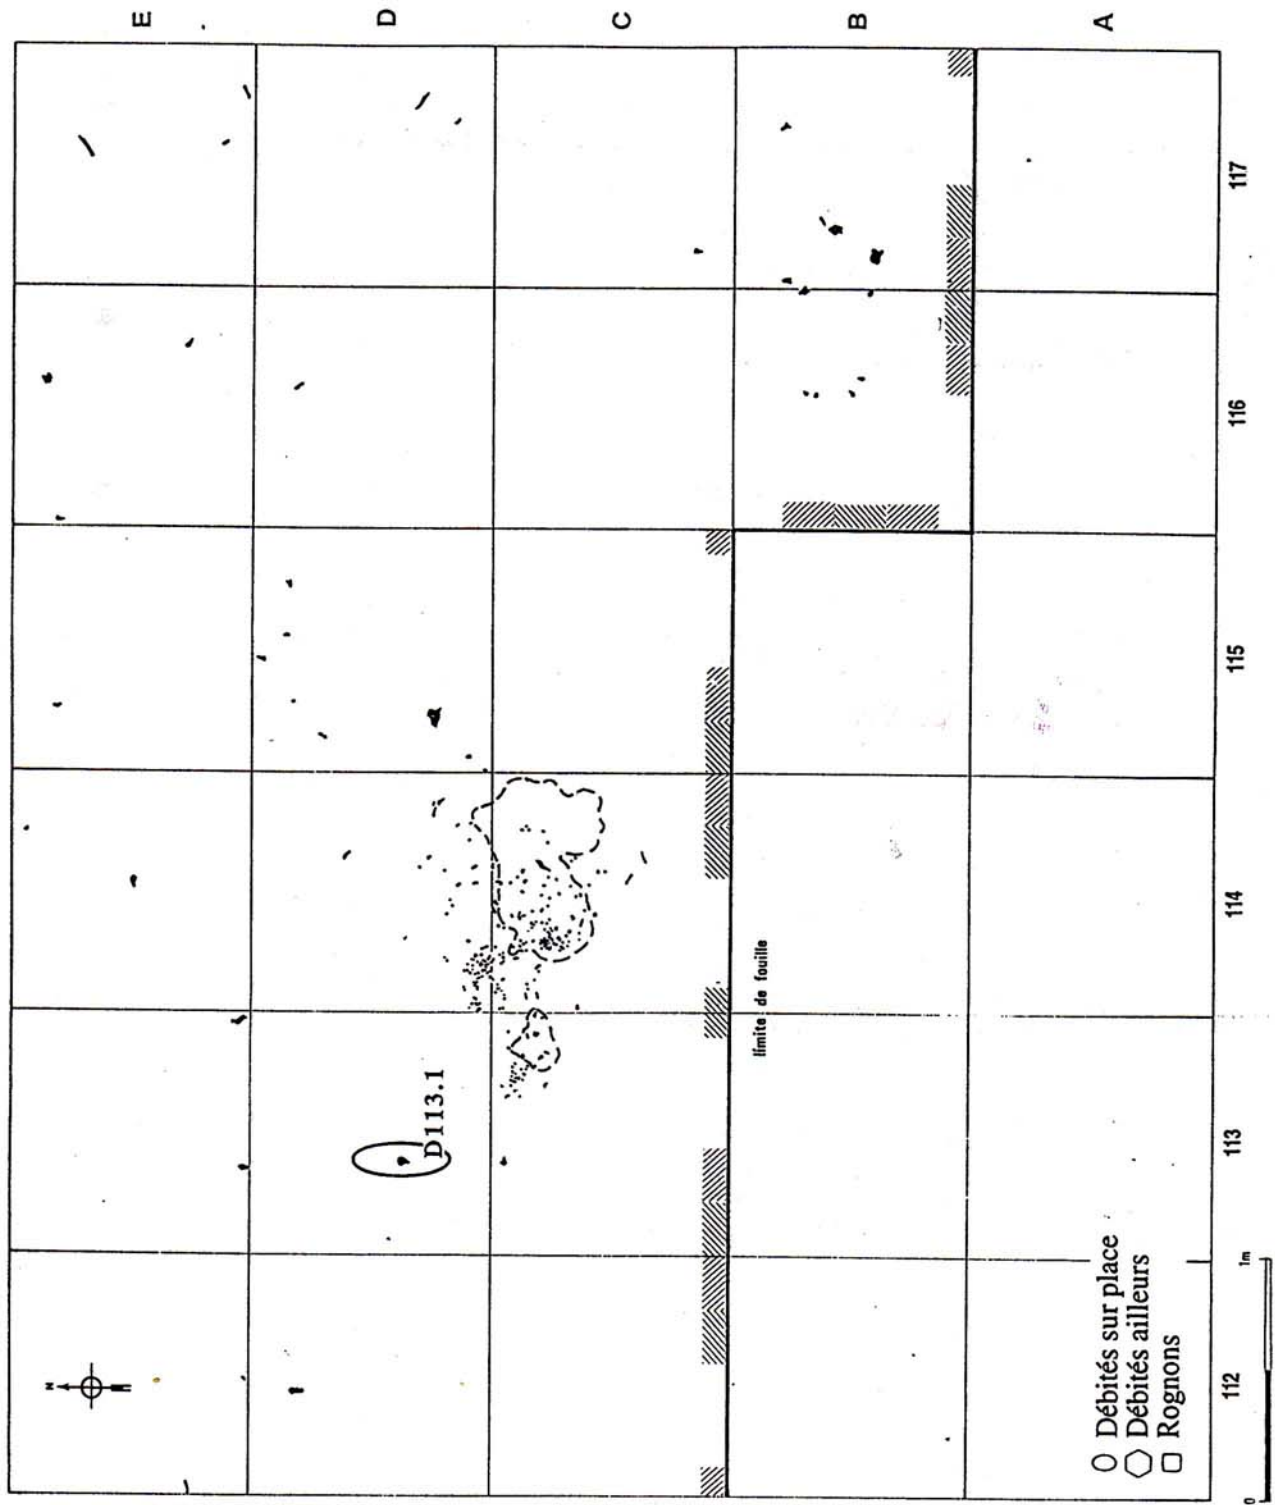 E
D
C
B
A
117
116
115
114
113
112
N
D113.1
limite de fouille
Débités sur place
Débités ailleurs
Rognons
0
1m